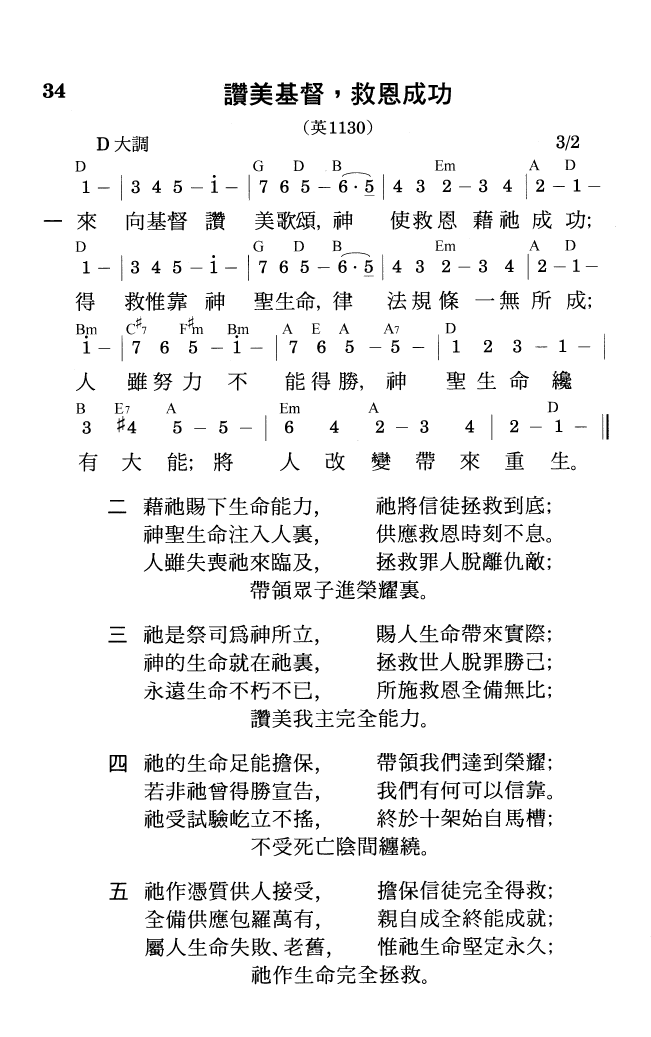 34
讚美基督，救恩成功
（英1130）
D 大調 3/2
D G D B Em A D
1 – | 3 4 5 – i – | 7 6 5 – 6 · 5 | 4 3 2 – 3 4 | 2 – 1 –
一 來 向基督 讚 美歌頌, 神 使救恩 藉祂成功;
D G D B Em A D
1 – | 3 4 5 – i – | 7 6 5 – 6 · 5 | 4 3 2 – 3 4 | 2 – 1 –
得 救惟靠 神 聖生命, 律 法規條 一無所成;
Bm C♯7 F♯m Bm A E A A7 D
i – | 7 6 5 – i – | 7 6 5 – 5 – | 1 2 3 – 1 – |
人 雖努力 不 能得勝, 神 聖生命 纔
B E7 A Em A D
3 ♯4 5 – 5 – | 6 4 2 – 3 4 | 2 – 1 – ‖
有 大 能; 將 人 改 變 帶 來 重 生。
二 藉祂賜下生命能力, 祂將信徒拯救到底;
神聖生命注入人裏, 供應救恩時刻不息。
人雖失喪祂來臨及, 拯救罪人脫離仇敵;
帶領眾子進榮耀裏。
三 祂是祭司爲神所立, 賜人生命帶來實際;
神的生命就在祂裏, 拯救世人脫罪勝己;
永遠生命不朽不已, 所施救恩全備無比;
讚美我主完全能力。
四 祂的生命足能擔保, 帶領我們達到榮耀;
若非祂曾得勝宣告, 我們有何可以信靠。
祂受試驗屹立不搖, 終於十架始自馬槽;
不受死亡陰間纏繞。
五 祂作憑質供人接受, 擔保信徒完全得救;
全備供應包羅萬有, 親自成全終能成就;
屬人生命失敗、老舊, 惟祂生命堅定永久;
祂作生命完全拯救。